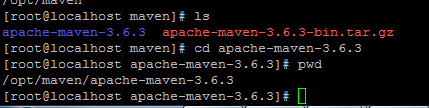 /opt/maven
[root@localhost maven]# ls
apache-maven-3.6.3  apache-maven-3.6.3-bin.tar.gz
[root@localhost maven]# cd apache-maven-3.6.3
[root@localhost apache-maven-3.6.3]# pwd
/opt/maven/apache-maven-3.6.3
[root@localhost apache-maven-3.6.3]#